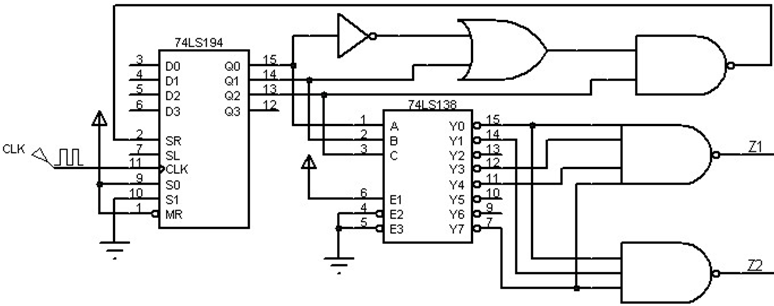 74LS194
3 D0 Q0 15
4 D1 Q1 14
5 D2 Q2 13
6 D3 Q3 12
2 SR
7 SL
CLK 11 CLK
9 S0
10 S1
1 MR
74LS138
1 A Y0 15
2 B Y1 14
3 C Y2 13
Y3 12
Y4 11
6 E1 Y5 10
4 E2 Y6 9
5 E3 Y7 7
Z1
Z2